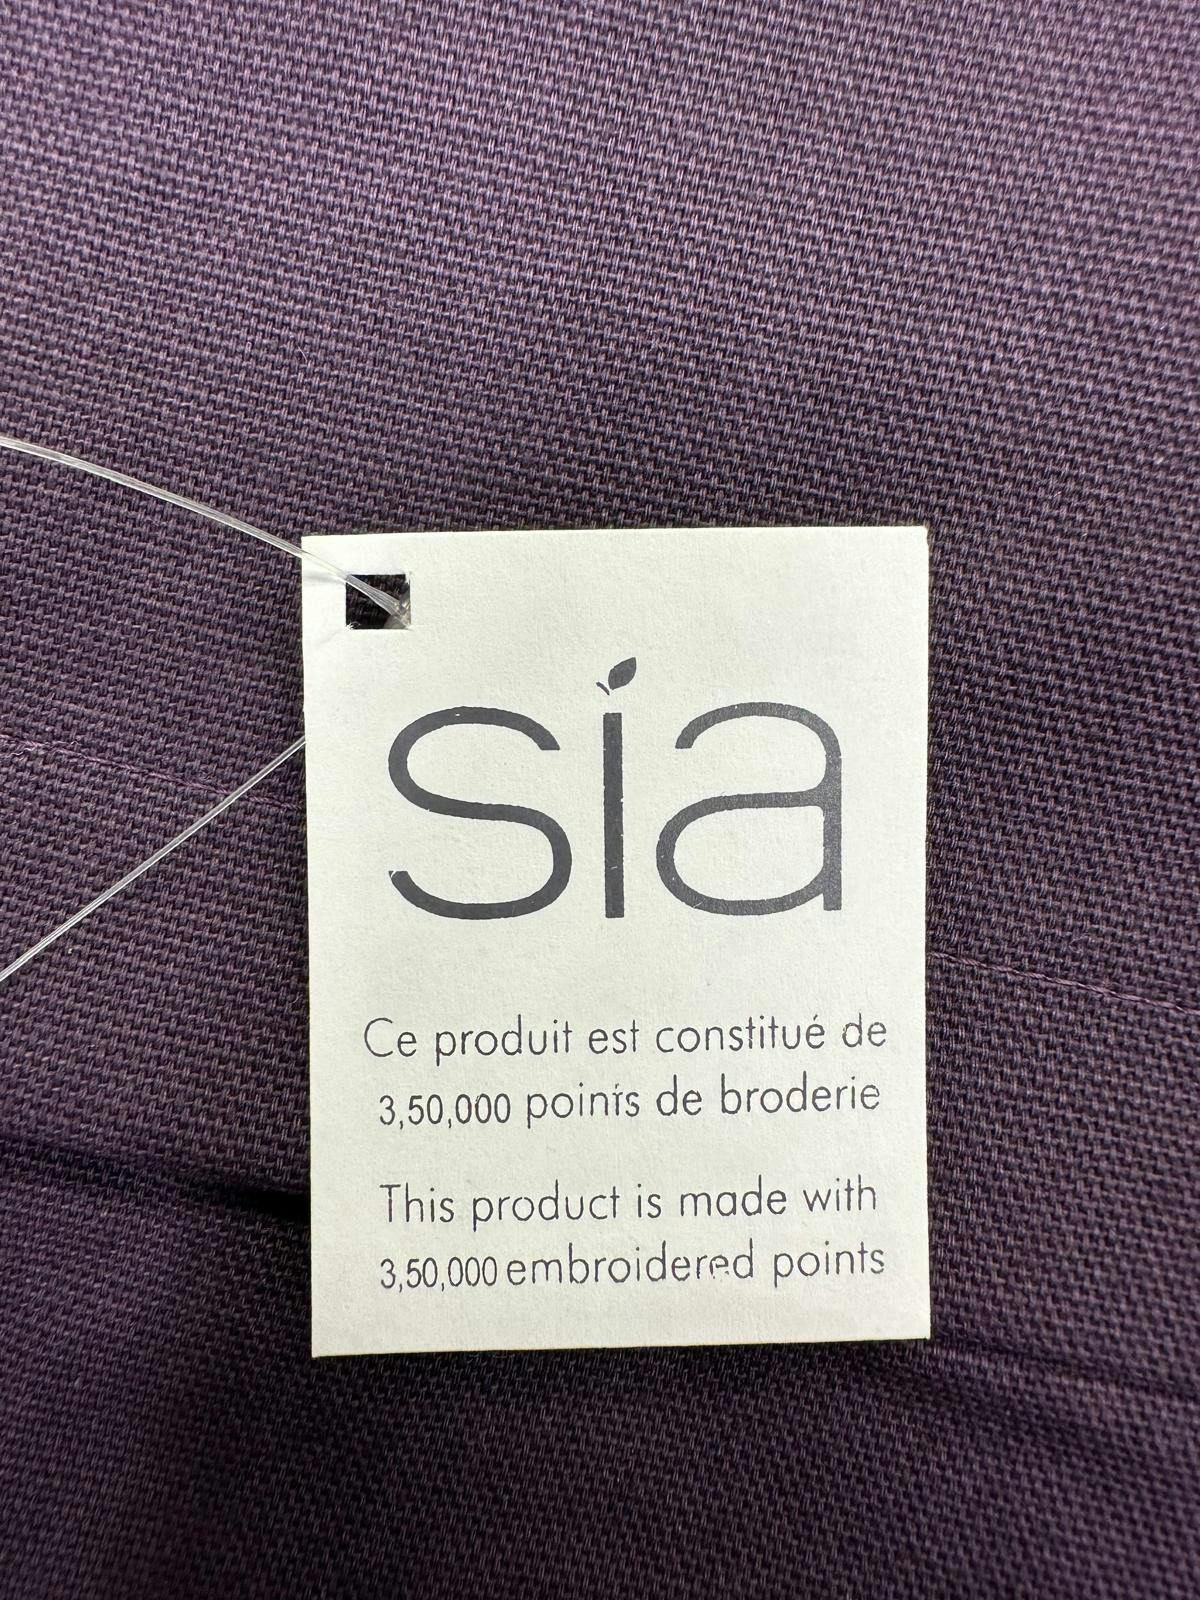 sia
Ce produit est constitué de
3,50,000 points de broderie
This product is made with
3,50,000 embroidered points